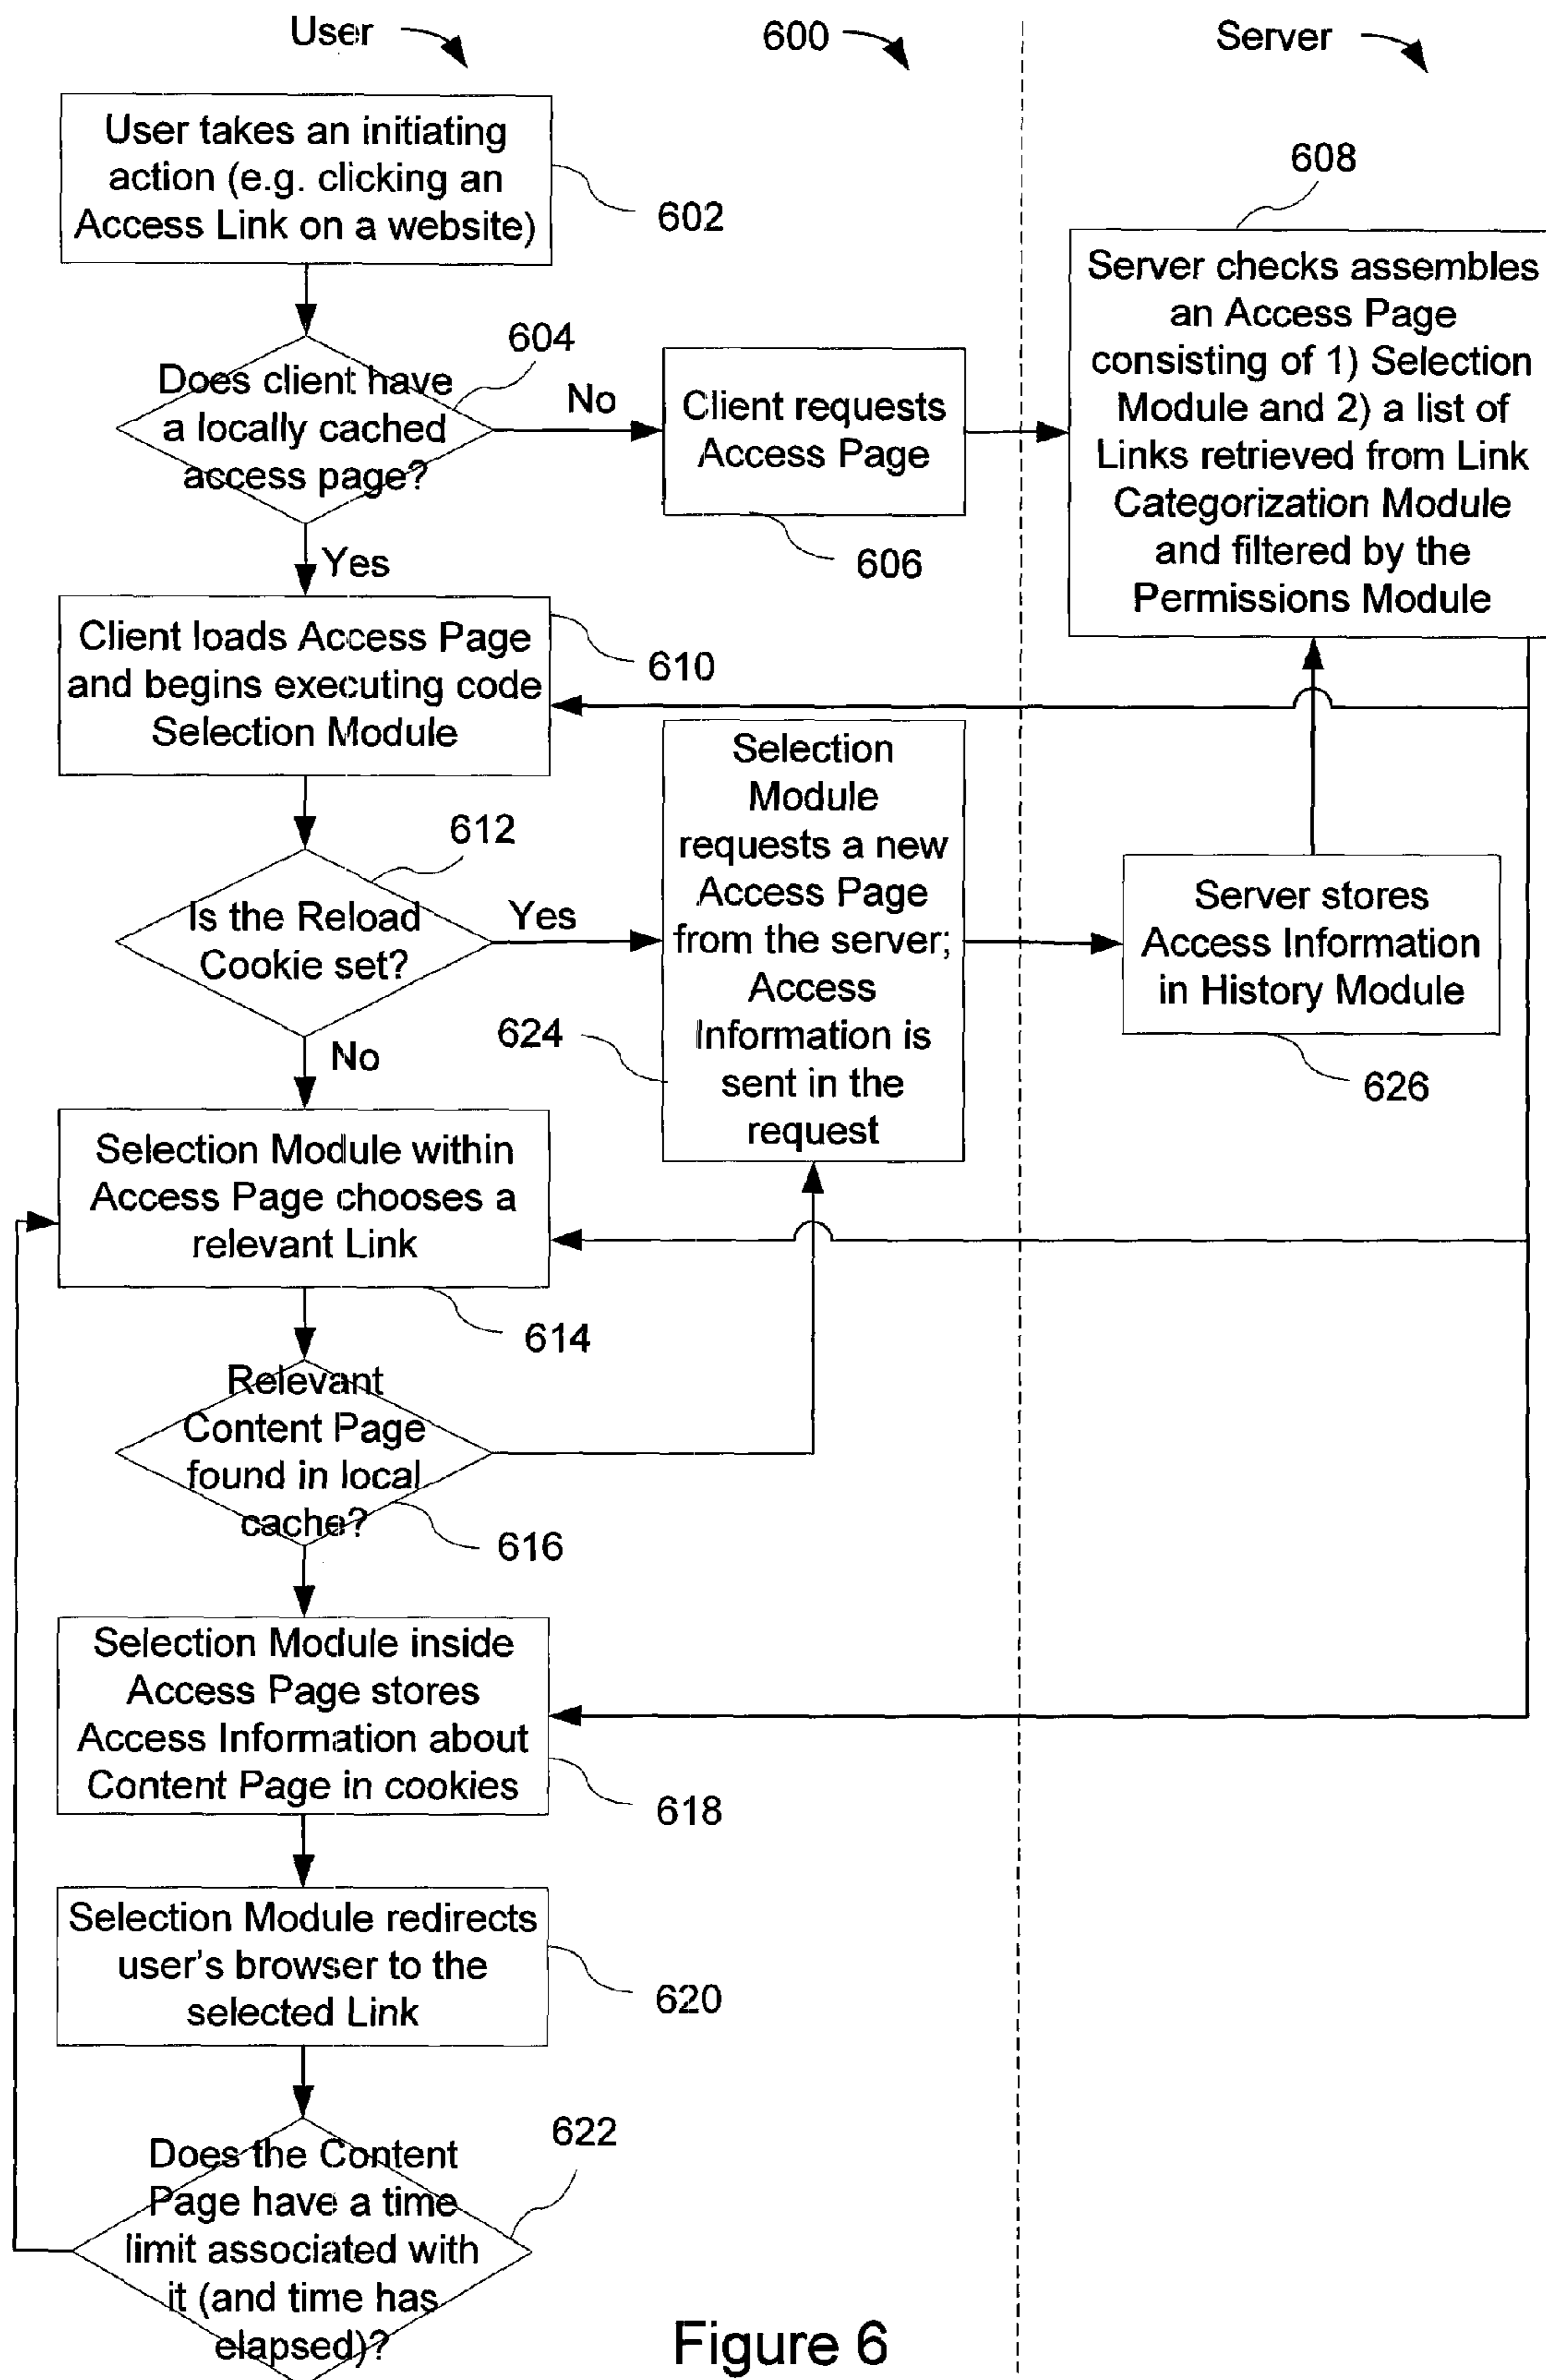 User
600
Server
User takes an initiating
action (e.g. clicking an
Access Link on a website)
602
608
Server checks assembles
an Access Page
consisting of 1) Selection
Module and 2) a list of
Links retrieved from Link
Categorization Module
and filtered by the
Permissions Module
604
Does client have
a locally cached
access page?
No
Client requests
Access Page
606
Yes
Client loads Access Page
and begins executing code
Selection Module
610
612
Is the Reload
Cookie set?
Yes
Selection
Module
requests a new
Access Page
from the server;
Access
Information is
sent in the
request
624
Server stores
Access Information
in History Module
626
No
Selection Module within
Access Page chooses a
relevant Link
614
Relevant
Content Page
found in local
cache?
616
Selection Module inside
Access Page stores
Access Information about
Content Page in cookies
618
Selection Module redirects
user's browser to the
selected Link
620
622
Does the Content
Page have a time
limit associated with
it (and time has
elapsed)?
Figure 6